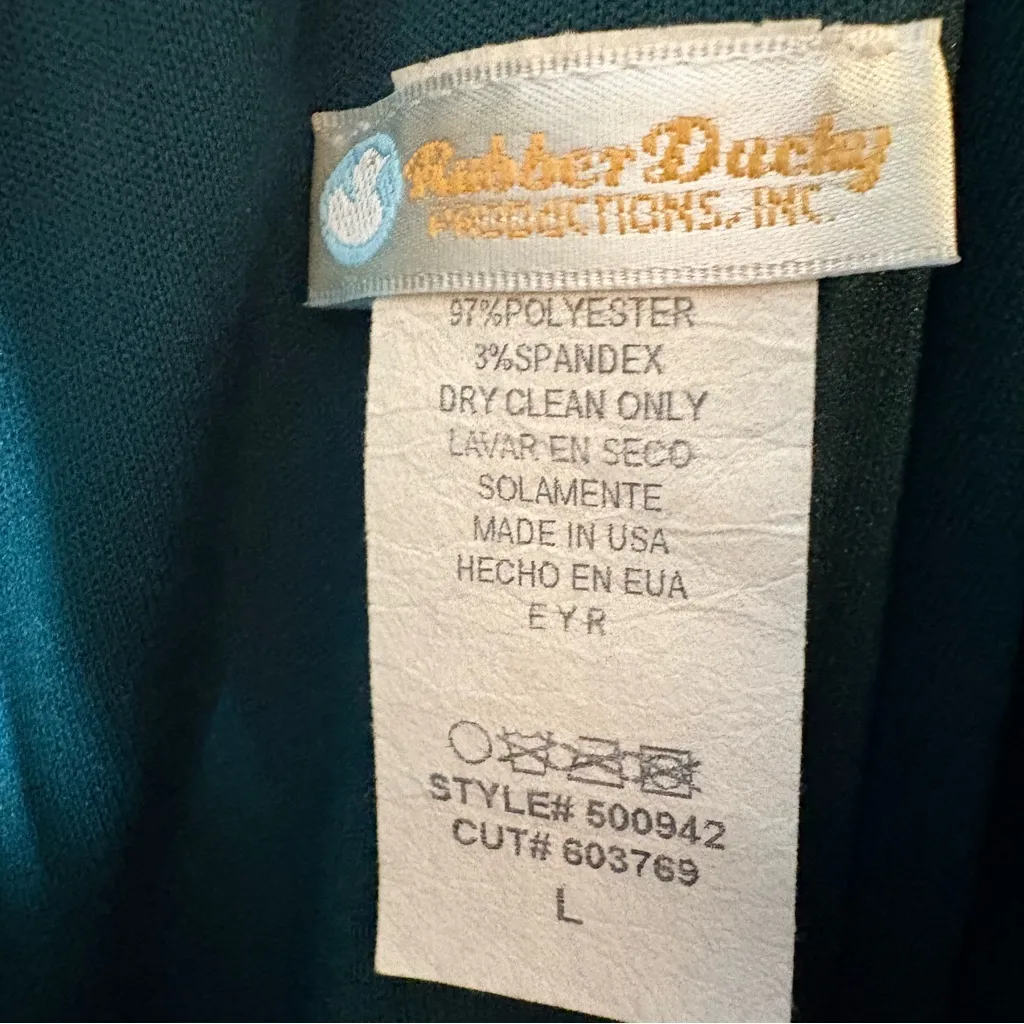 Rubber Ducky
PRODUCTIONS, INC.
97%POLYESTER
3%SPANDEX
DRY CLEAN ONLY
LAVAR EN SECO
SOLAMENTE
MADE IN USA
HECHO EN EUA
E Y R
STYLE# 500942
CUT# 603769
L